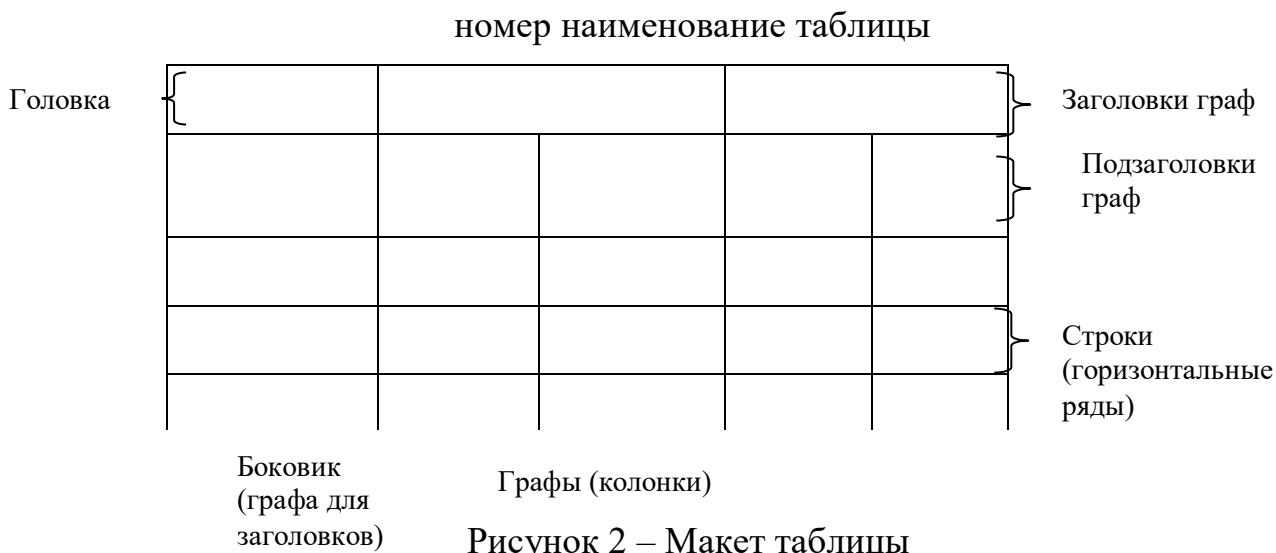 номер наименование таблицы
Головка
Заголовки граф
Подзаголовки
граф
Строки
(горизонтальные
ряды)
Боковик
(графа для
заголовков)
Графы (колонки)
Рисунок 2 – Макет таблицы